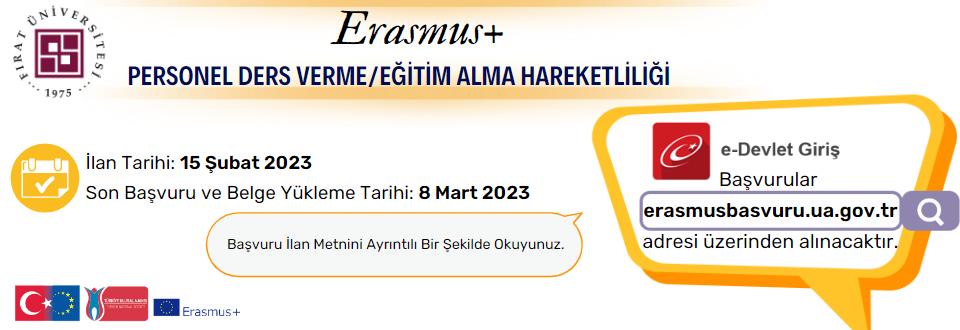 FIRAT ÜNİVERSİTESİ
1975
Erasmus+
PERSONEL DERS VERME/EĞİTİM ALMA HAREKETLİLİĞİ
İlan Tarihi: 15 Şubat 2023
Son Başvuru ve Belge Yükleme Tarihi: 8 Mart 2023
Başvuru İlan Metnini Ayrıntılı Bir Şekilde Okuyunuz.
e-Devlet Giriş
Başvurular
erasmusbasvuru.ua.gov.tr
adresi üzerinden alınacaktır.
Erasmus+